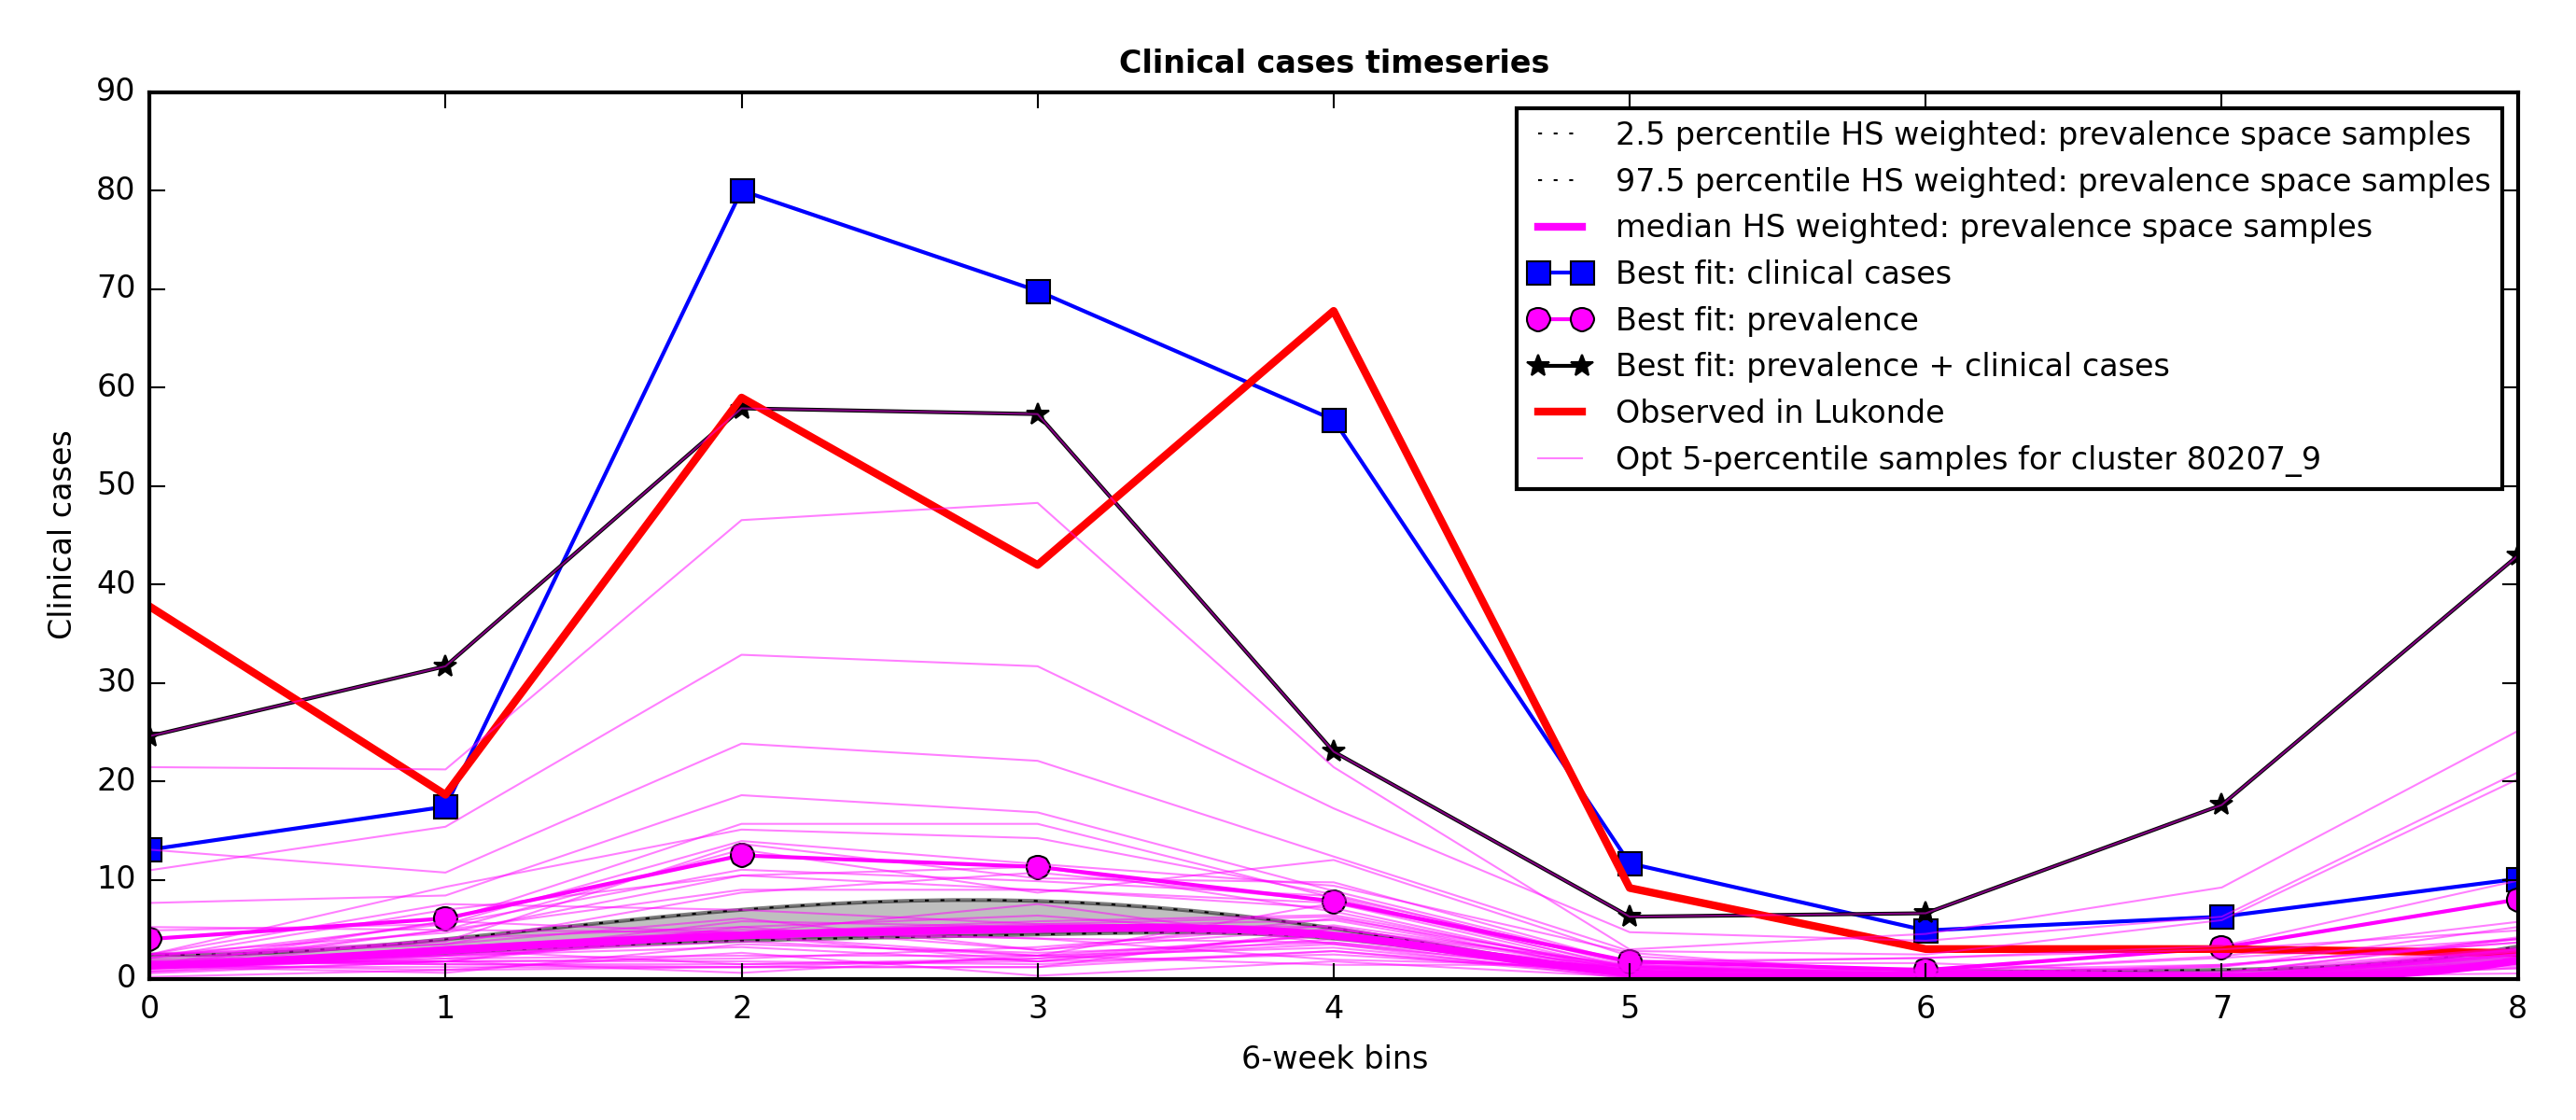 Clinical cases timeseries
90
80
70
60
50
40
30
20
10
0
Clinical cases
2.5 percentile HS weighted: prevalence space samples
97.5 percentile HS weighted: prevalence space samples
median HS weighted: prevalence space samples
Best fit: clinical cases
Best fit: prevalence
Best fit: prevalence + clinical cases
Observed in Lukonde
Opt 5-percentile samples for cluster 80207_9
0 1 2 3 4 5 6 7 8
6-week bins